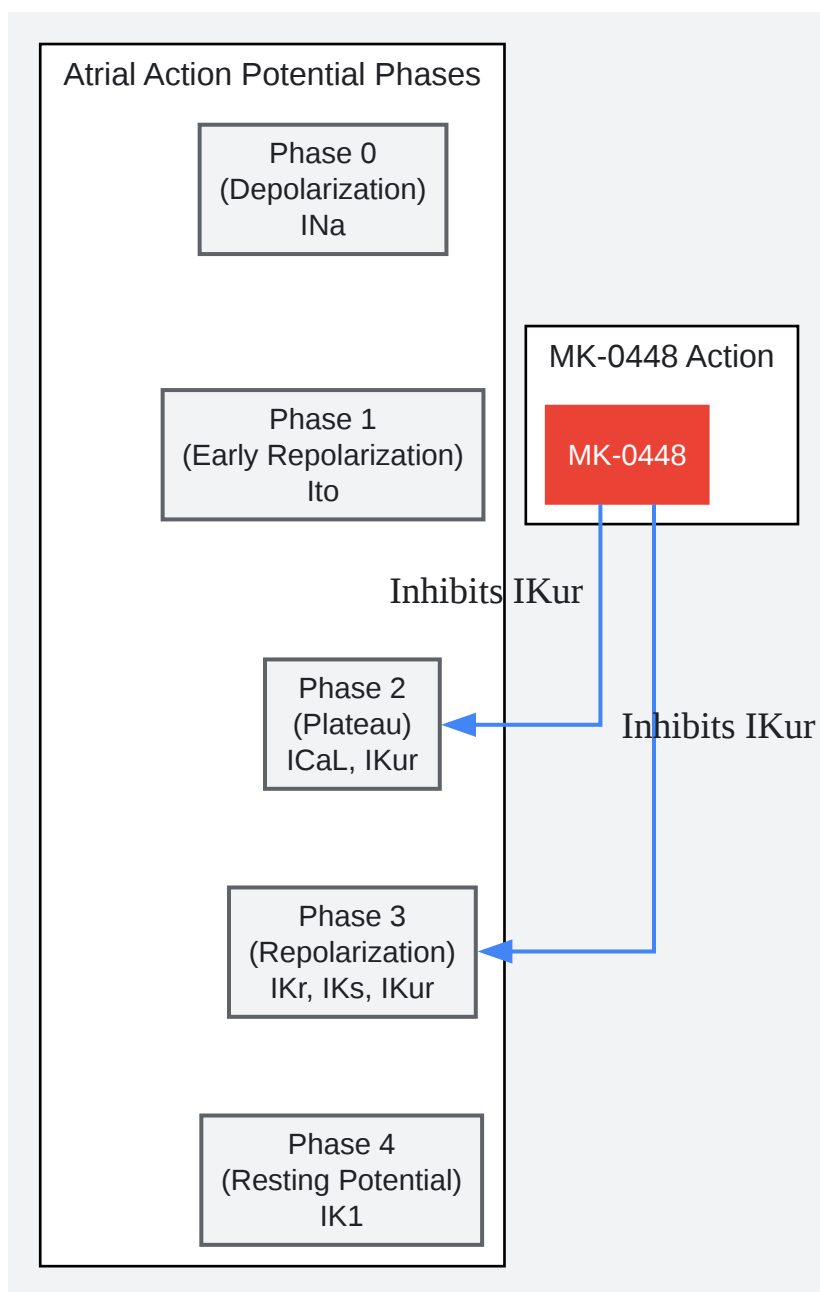 Atrial Action Potential Phases
Phase 0
(Depolarization)
INa
Phase 1
(Early Repolarization)
Ito
MK-0448 Action
MK-0448
Inhibits IKur
Phase 2
(Plateau)
ICaL, IKur
Inhibits IKur
Phase 3
(Repolarization)
IKr, IKs, IKur
Phase 4
(Resting Potential)
IK1